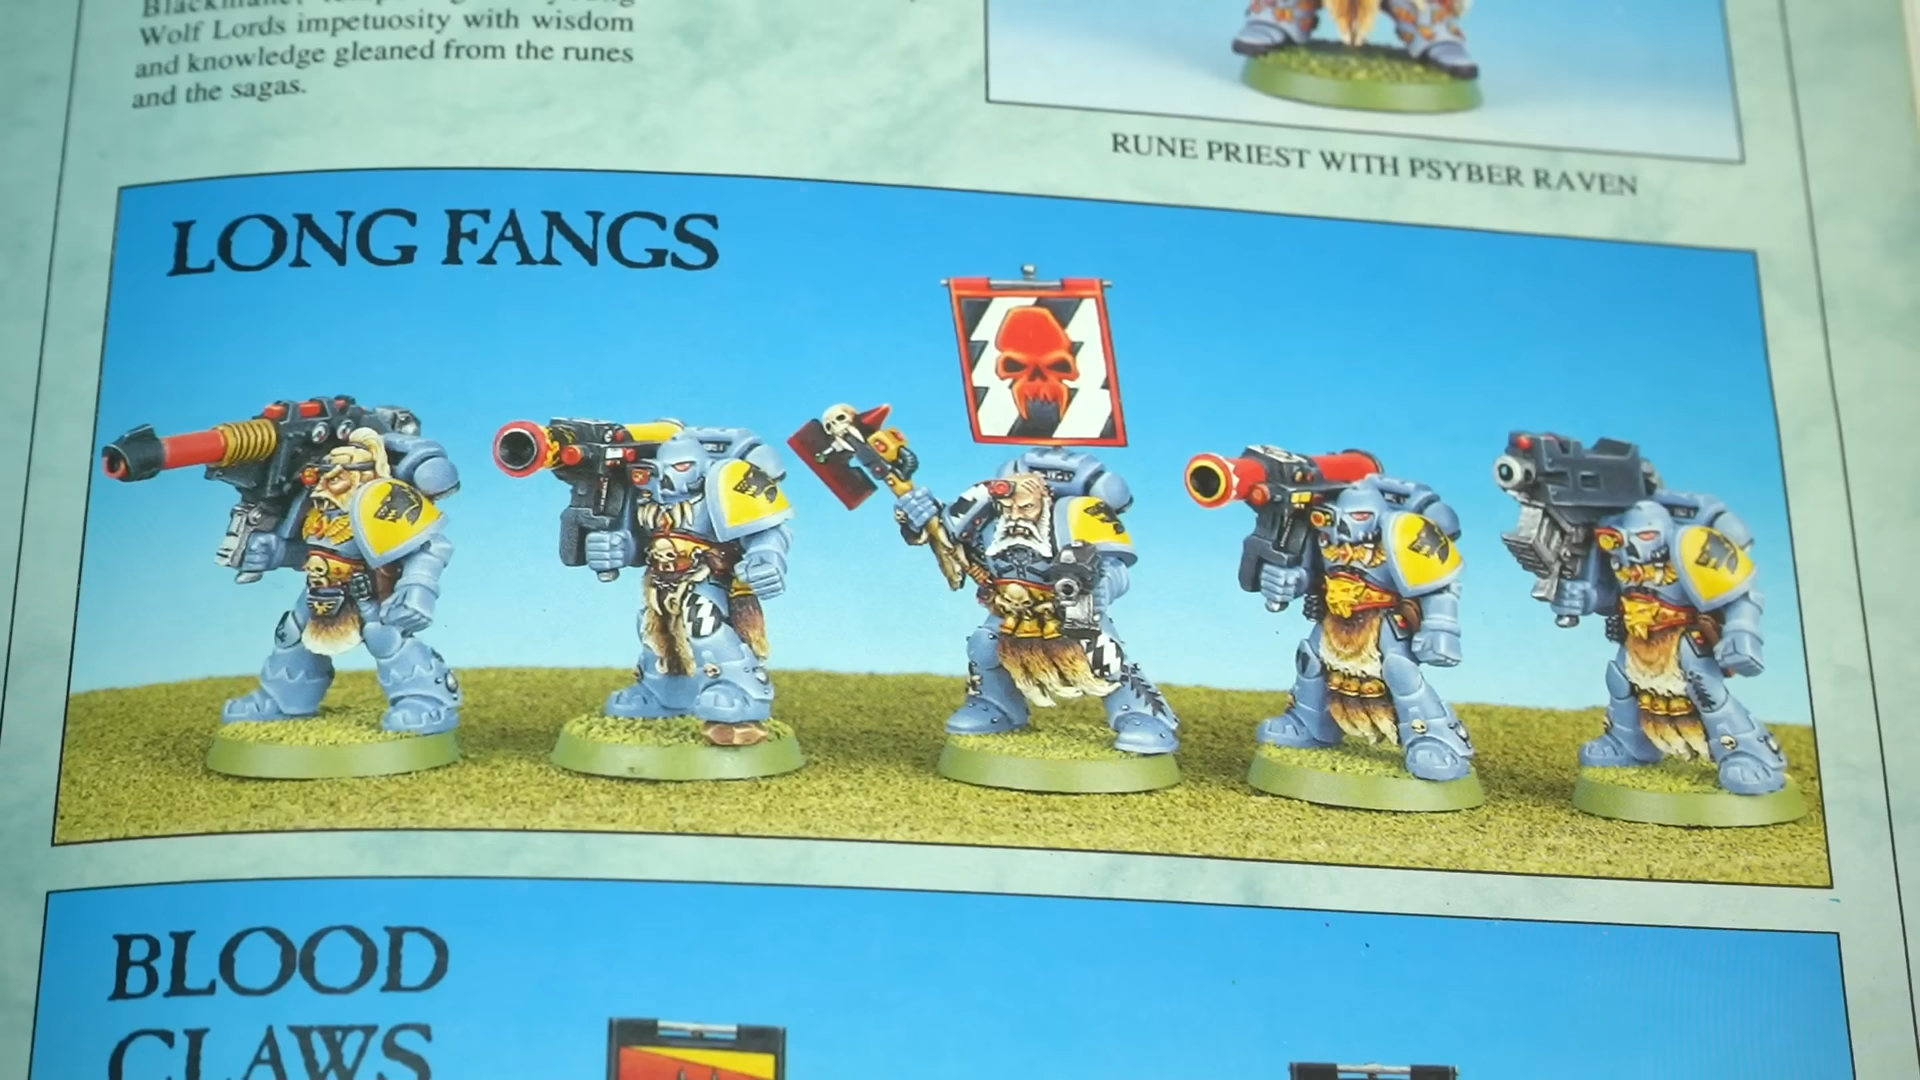 Wolf Lords impetuosity with wisdom
and knowledge gleaned from the runes
and the sagas.
RUNE PRIEST WITH PSYBER RAVEN
LONG FANGS
BLOOD
CLAWS